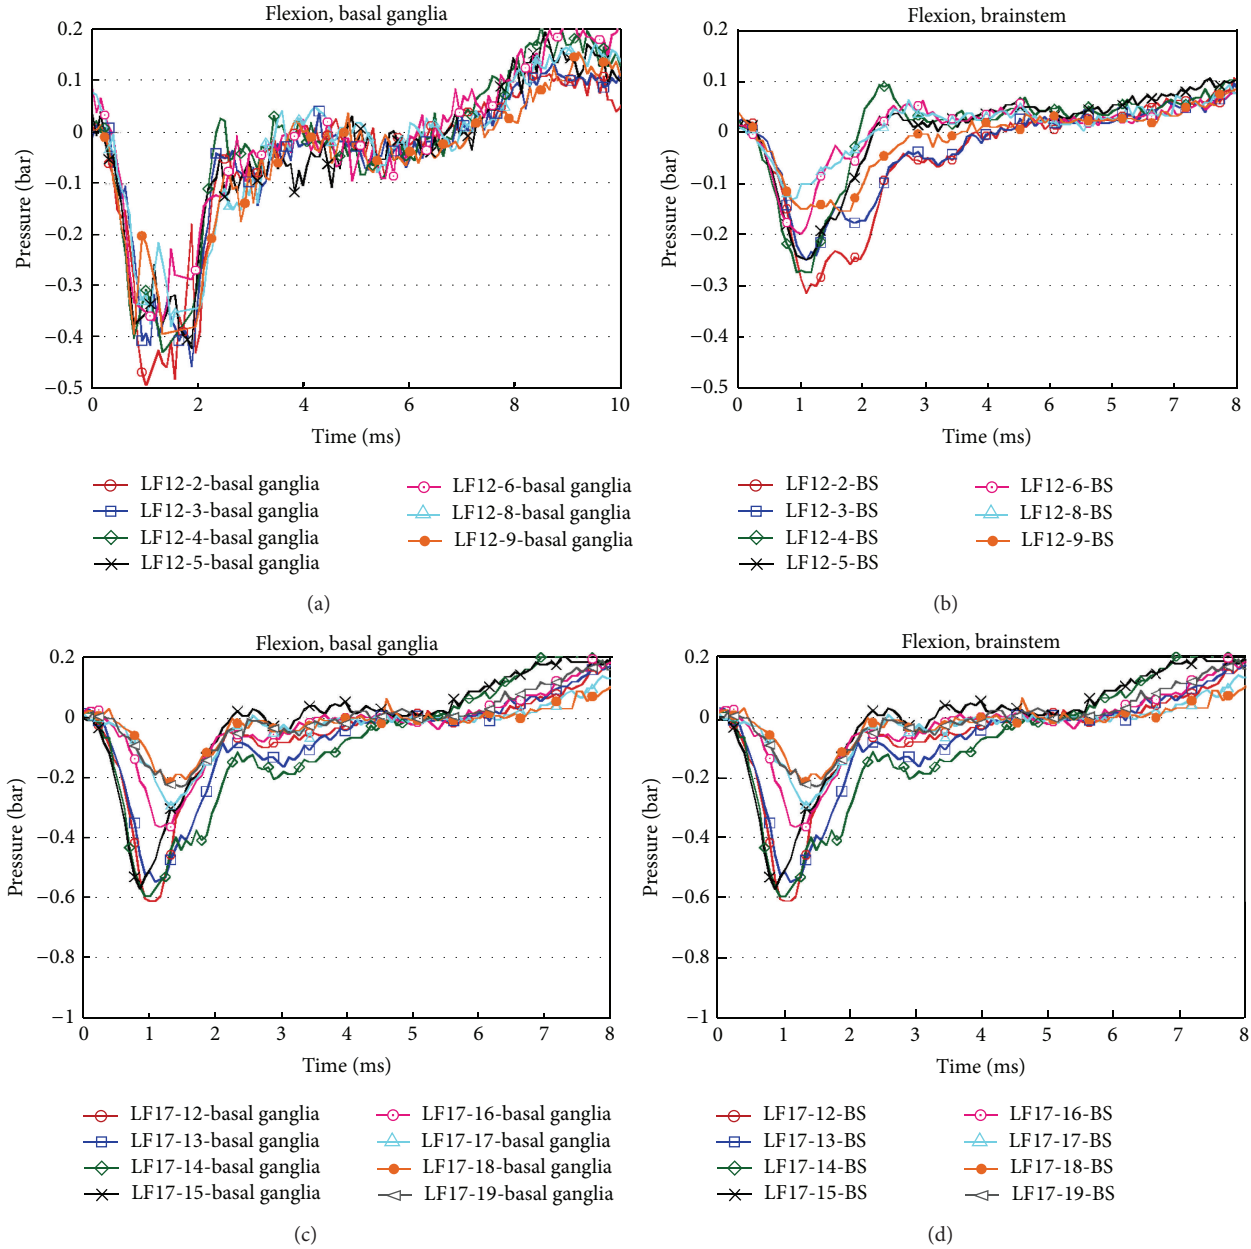 Flexion, basal ganglia
0.2
0.1
0
−0.1
−0.2
−0.3
−0.4
−0.5
Pressure (bar)
0 2 4 6 8 10
Time (ms)
LF12-2-basal ganglia
LF12-3-basal ganglia
LF12-4-basal ganglia
LF12-5-basal ganglia
LF12-6-basal ganglia
LF12-8-basal ganglia
LF12-9-basal ganglia
(a)
Flexion, brainstem
0.2
0.1
0
−0.1
−0.2
−0.3
−0.4
−0.5
Pressure (bar)
0 1 2 3 4 5 6 7 8
Time (ms)
LF12-2-BS
LF12-3-BS
LF12-4-BS
LF12-5-BS
LF12-6-BS
LF12-8-BS
LF12-9-BS
(b)
Flexion, basal ganglia
0.2
0
−0.2
−0.4
−0.6
−0.8
−1
Pressure (bar)
0 1 2 3 4 5 6 7 8
Time (ms)
LF17-12-basal ganglia
LF17-13-basal ganglia
LF17-14-basal ganglia
LF17-15-basal ganglia
LF17-16-basal ganglia
LF17-17-basal ganglia
LF17-18-basal ganglia
LF17-19-basal ganglia
(c)
Flexion, brainstem
0.2
0
−0.2
−0.4
−0.6
−0.8
−1
Pressure (bar)
0 1 2 3 4 5 6 7 8
Time (ms)
LF17-12-BS
LF17-13-BS
LF17-14-BS
LF17-15-BS
LF17-16-BS
LF17-17-BS
LF17-18-BS
LF17-19-BS
(d)